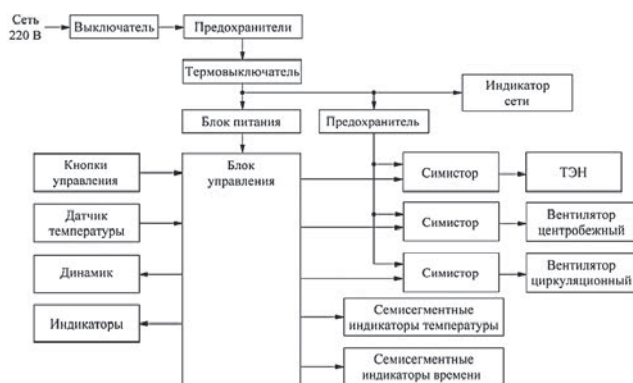 Сеть
220 В
Выключатель
Предохранители
Термовыключатель
Индикатор
сети
Блок питания
Предохранитель
Кнопки
управления
Блок
управления
Симистор
ТЭН
Датчик
температуры
Симистор
Вентилятор
центробежный
Динамик
Симистор
Вентилятор
циркуляционный
Индикаторы
Семисегментные
индикаторы температуры
Семисегментные
индикаторы времени